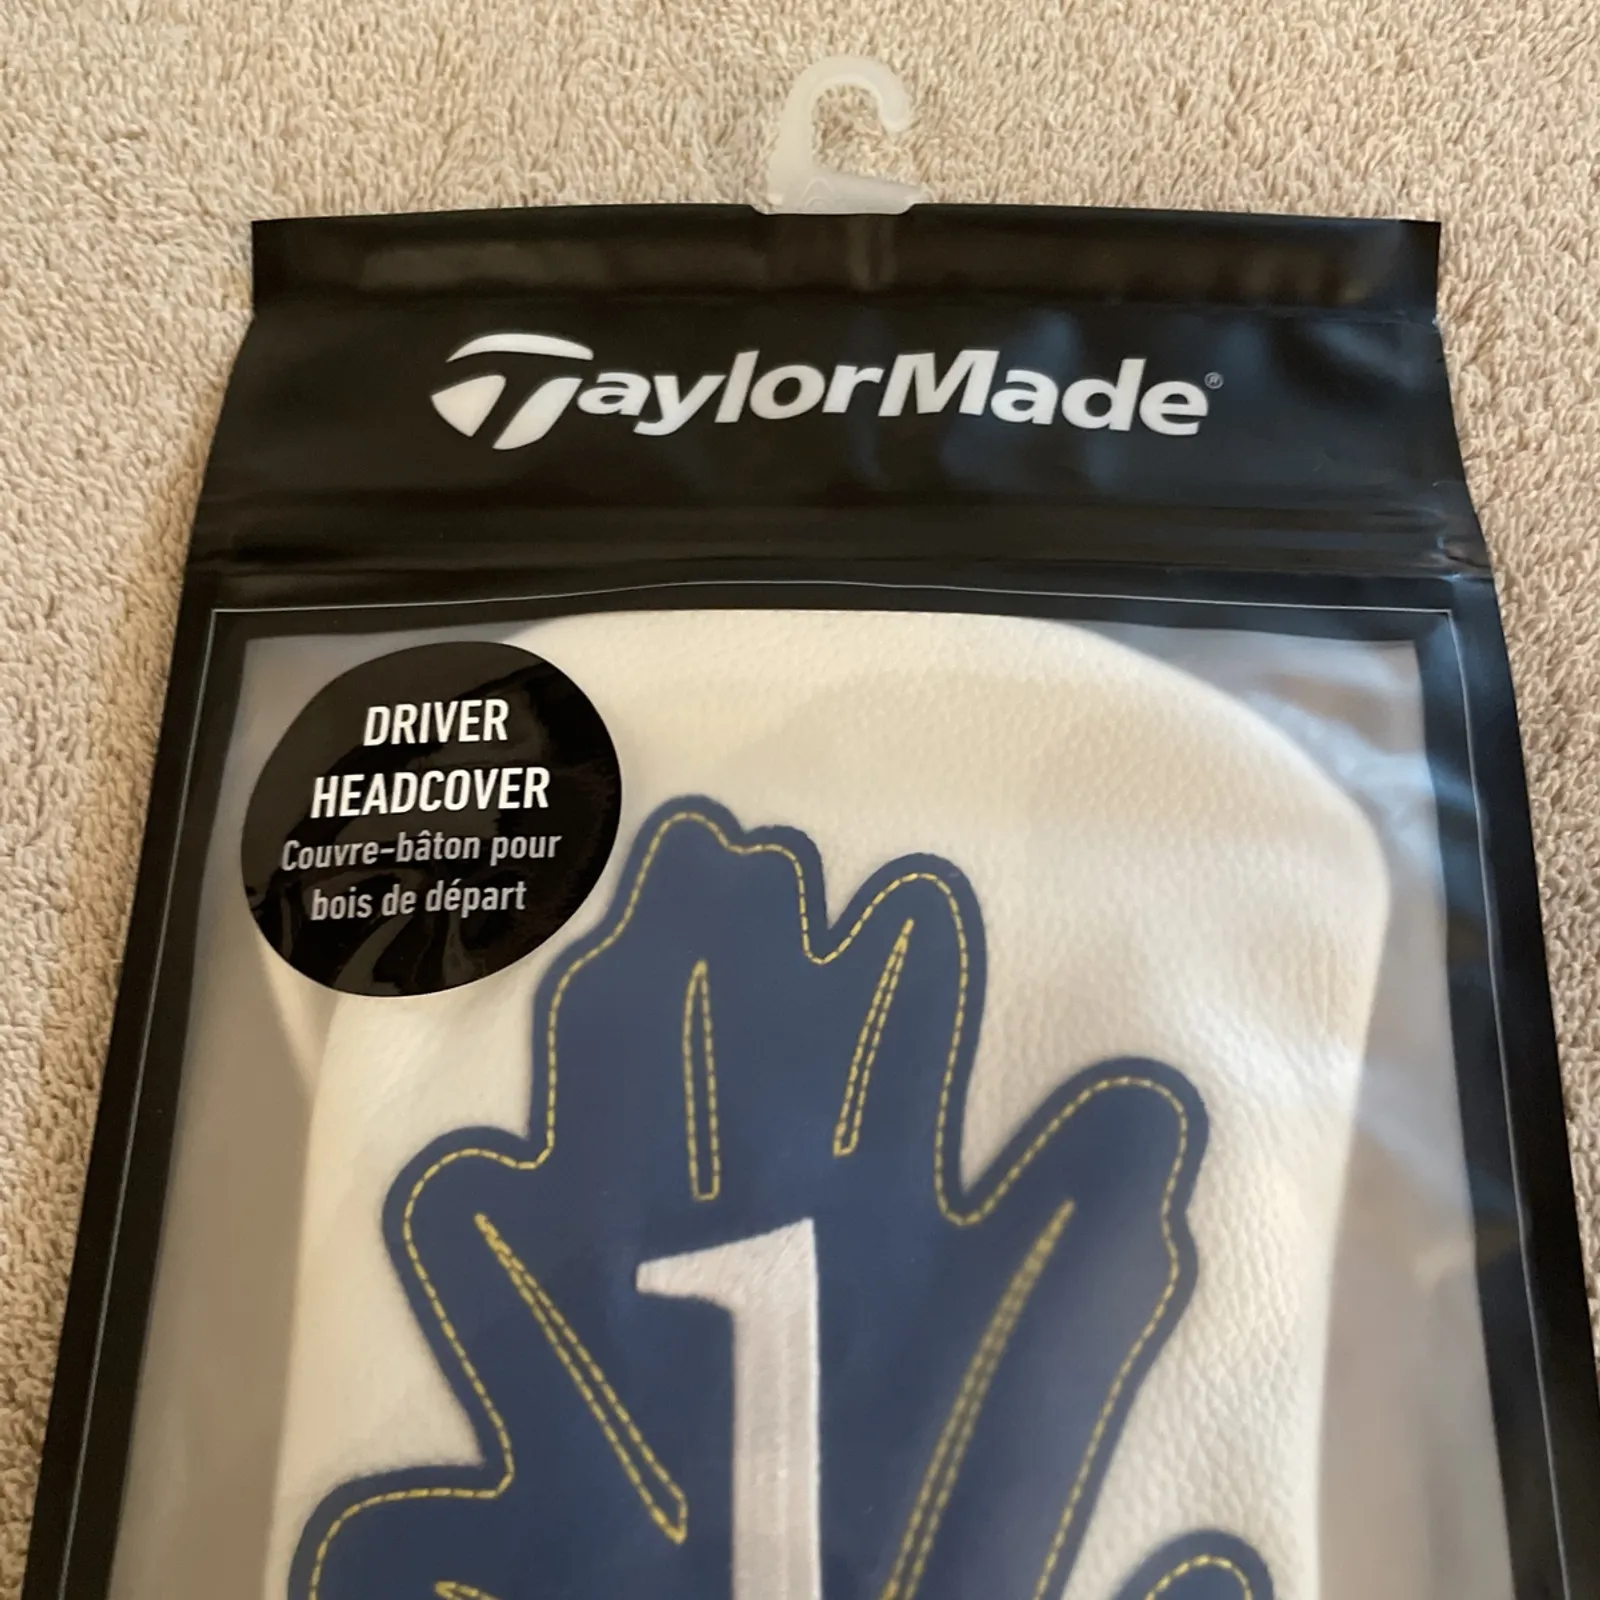 TaylorMade®
DRIVER
HEADCOVER
Couvre-bâton pour
bois de départ
1